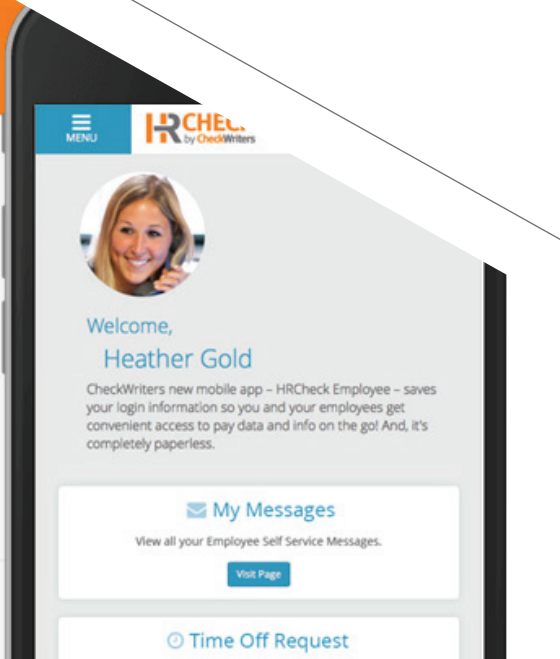 MENU
HRCHEC
by CheckWriters
Welcome,
Heather Gold
CheckWriters new mobile app – HRCheck Employee – saves
your login information so you and your employees get
convenient access to pay data and info on the go! And, it's
completely paperless.
My Messages
View all your Employee Self Service Messages.
Visit Page
Time Off Request